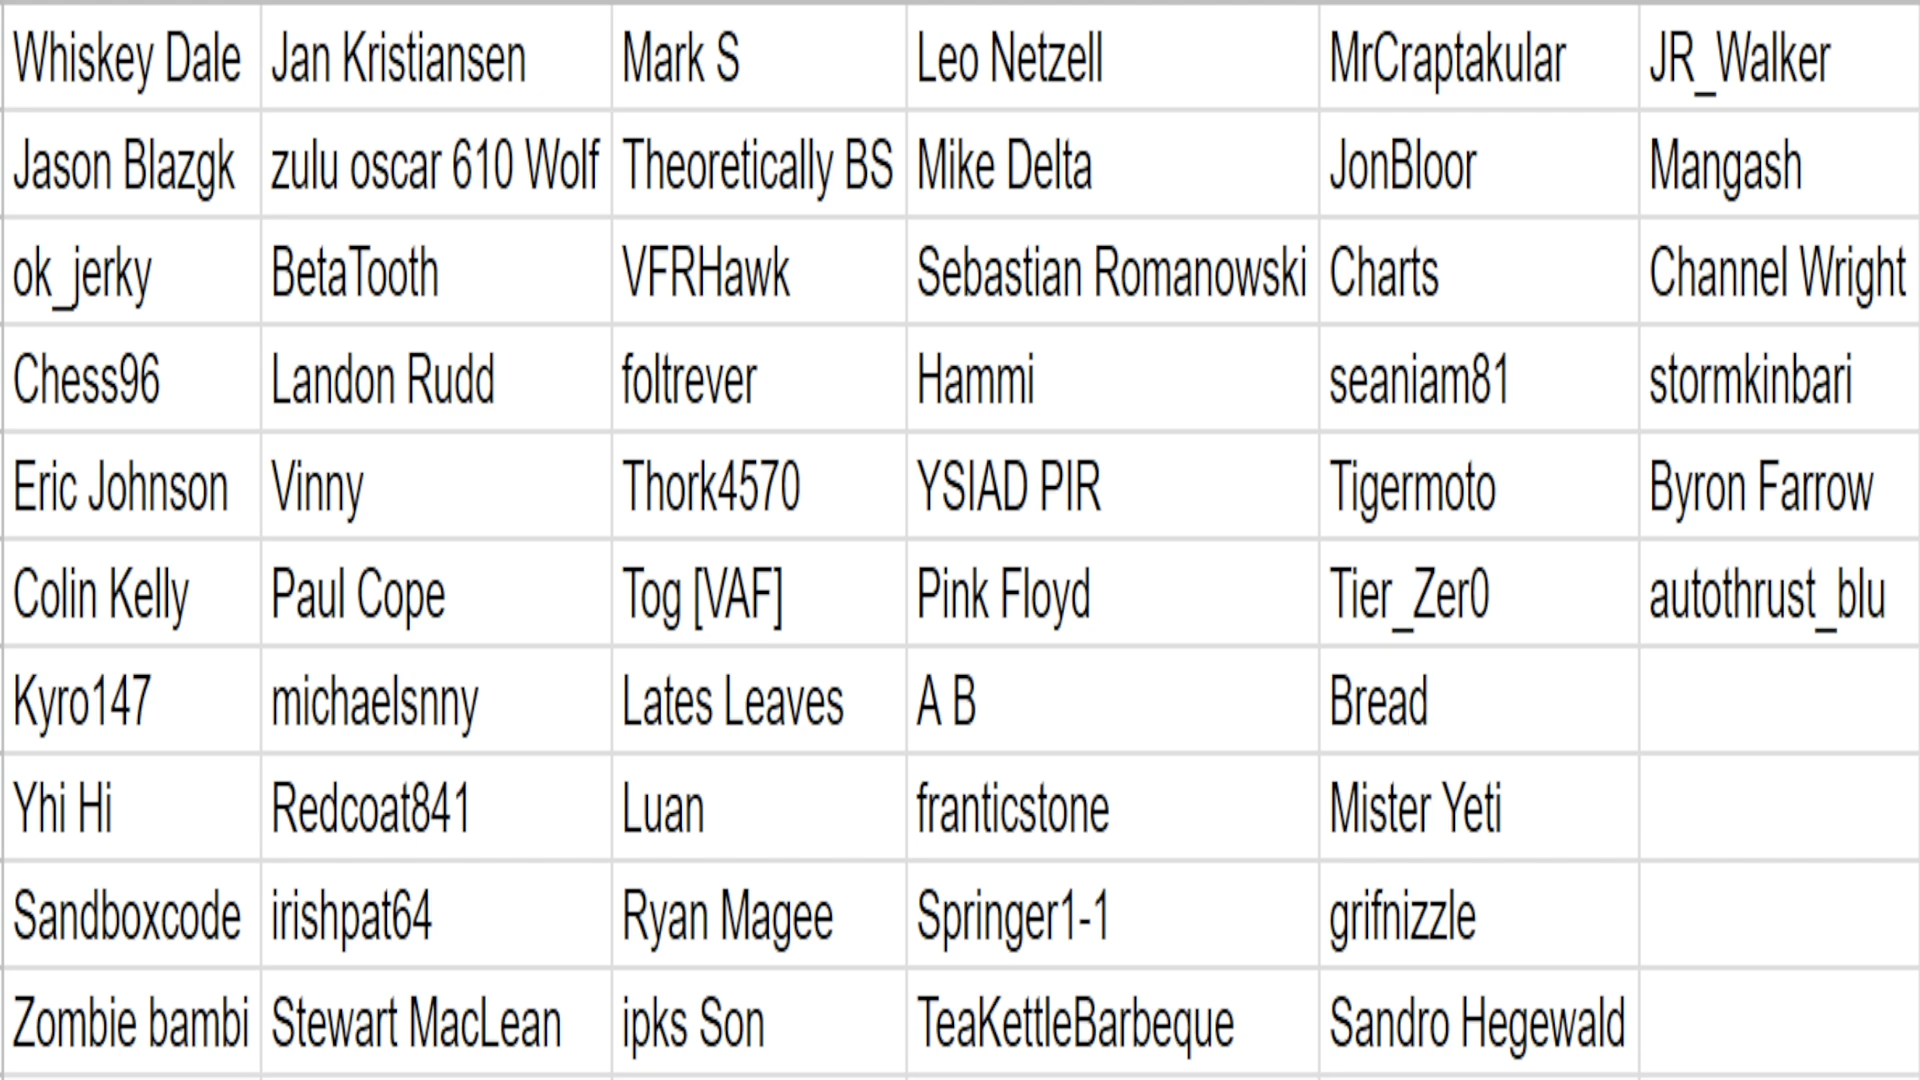 Whiskey Dale Jan Kristiansen Mark S Leo Netzell MrCraptakular JR_Walker
Jason Blazgk zulu oscar 610 Wolf Theoretically BS Mike Delta JonBloor Mangash
ok_jerky BetaTooth VFRHawk Sebastian Romanowski Charts Channel Wright
Chess96 Landon Rudd foltrever Hammi seaniam81 stormkinbari
Eric Johnson Vinny Thork4570 YSIAD PIR Tigermoto Byron Farrow
Colin Kelly Paul Cope Tog [VAF] Pink Floyd Tier_Zer0 autothrust_blu
Kyro147 michaelsnny Lates Leaves A B Bread
Yhi Hi Redcoat841 Luan franticstone Mister Yeti
Sandboxcode irishpat64 Ryan Magee Springer1-1 grifnizzle
Zombie bambi Stewart MacLean ipks Son TeaKettleBarbeque Sandro Hegewald